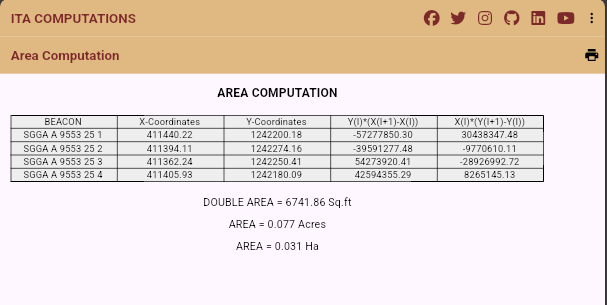 ITA COMPUTATIONS
Area Computation
AREA COMPUTATION
BEACON X-Coordinates Y-Coordinates Y(I)*(X(I+1)-X(I)) X(I)*(Y(I+1)-Y(I))
SGGA A 9553 25 1 411440.22 1242200.18 -57277850.30 30438347.48
SGGA A 9553 25 2 411394.11 1242274.16 -39591277.48 -9770610.11
SGGA A 9553 25 3 411362.24 1242250.41 54273920.41 -28926992.72
SGGA A 9553 25 4 411405.93 1242180.09 42594355.29 8265145.13
DOUBLE AREA = 6741.86 Sq.ft
AREA = 0.077 Acres
AREA = 0.031 Ha